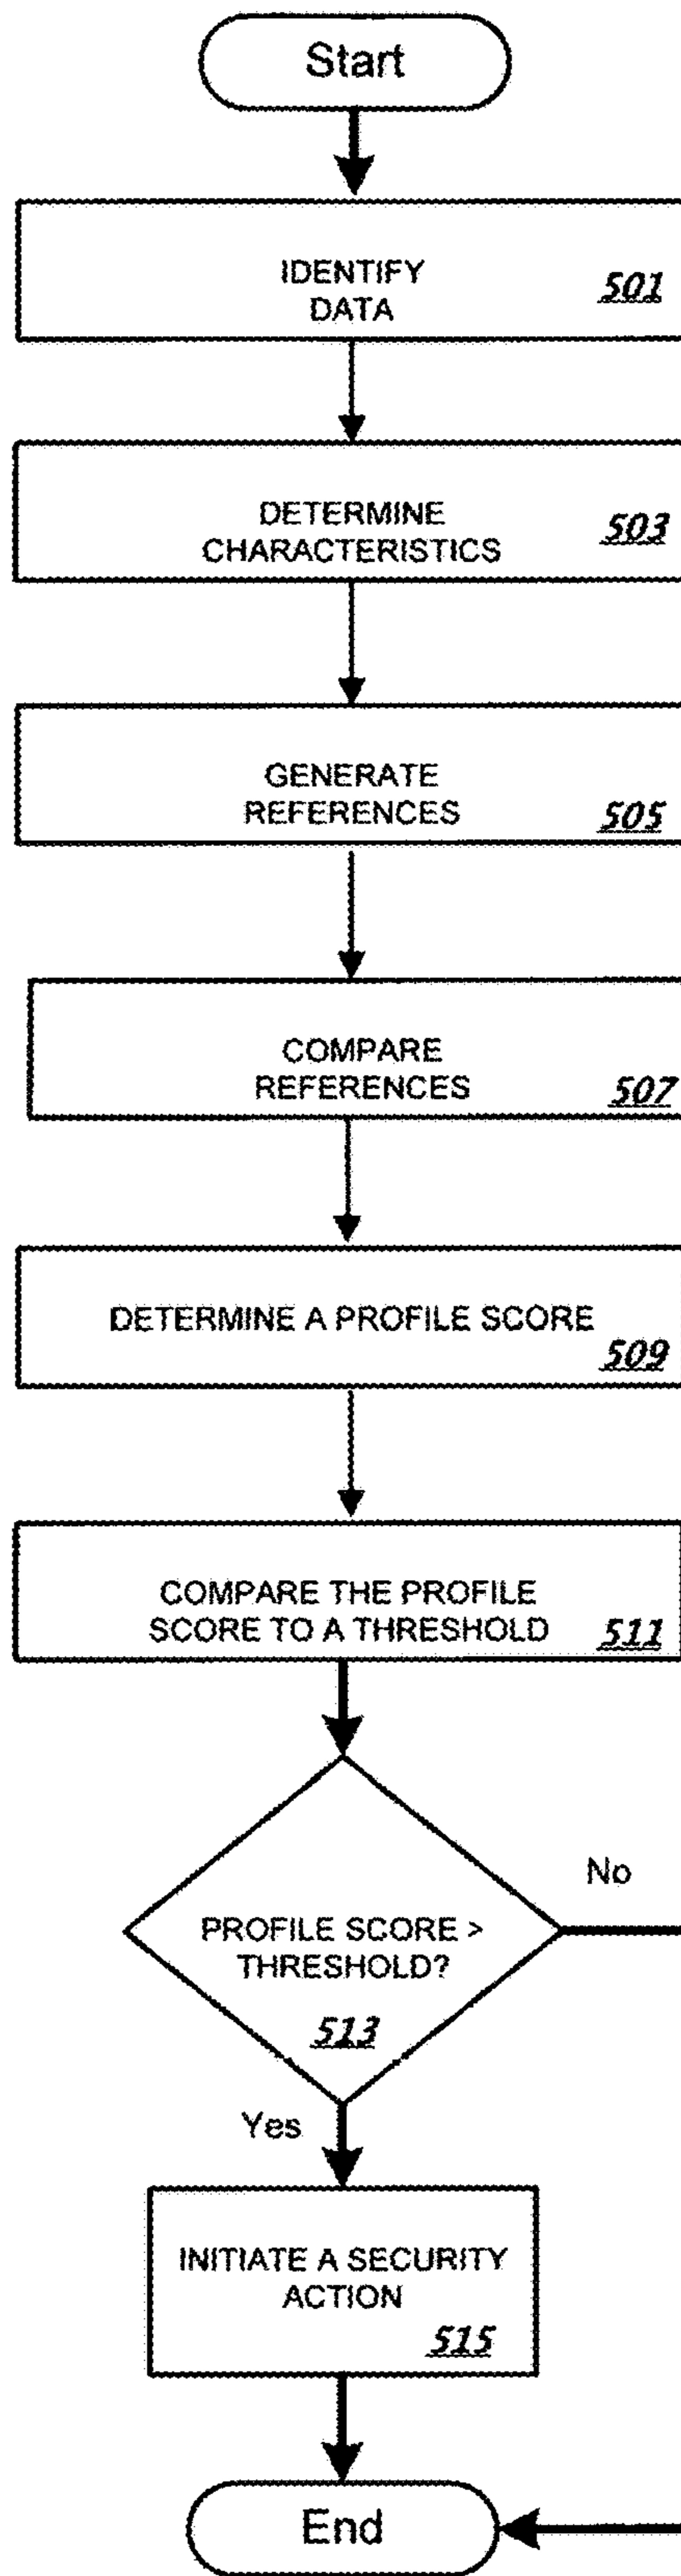 Start
IDENTIFY
DATA
501
DETERMINE
CHARACTERISTICS
503
GENERATE
REFERENCES
505
COMPARE
REFERENCES
507
DETERMINE A PROFILE SCORE
509
COMPARE THE PROFILE
SCORE TO A THRESHOLD
511
No
PROFILE SCORE >
THRESHOLD?
513
Yes
INITIATE A SECURITY
ACTION
515
End